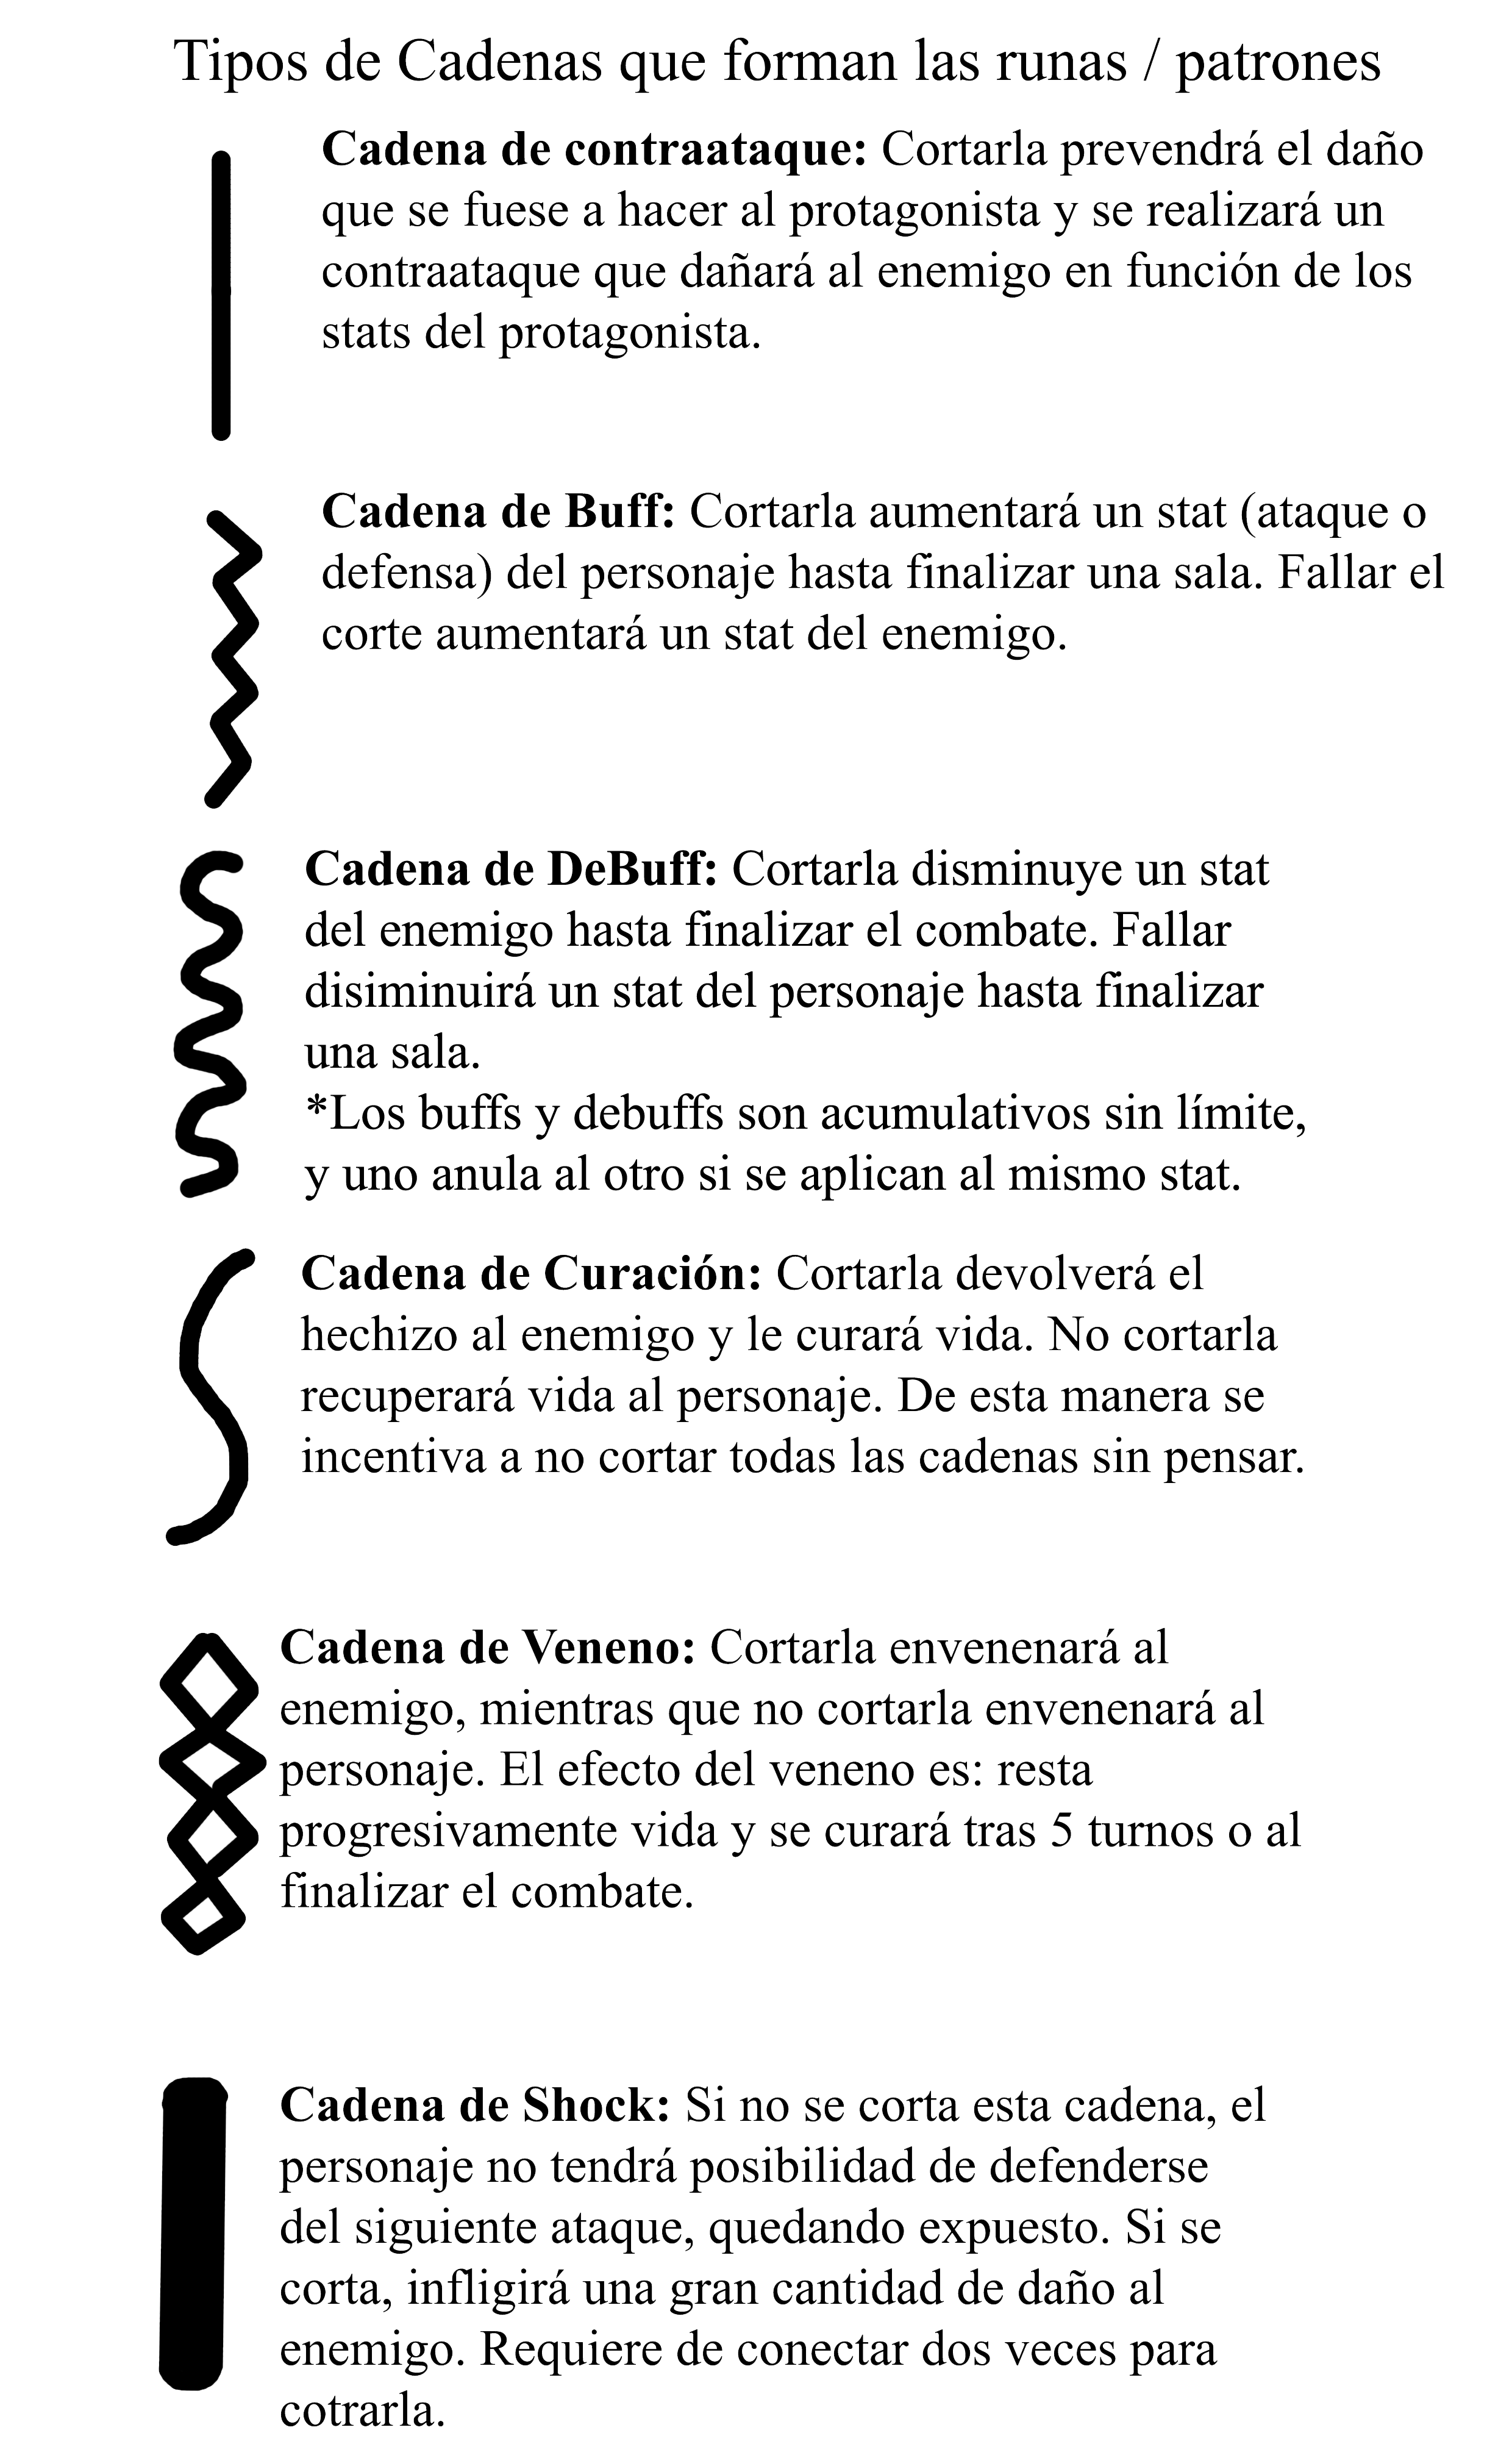 Tipos de Cadenas que forman las runas / patrones
Cadena de contraataque: Cortarla prevendrá el daño
que se fuese a hacer al protagonista y se realizará un
contraataque que dañará al enemigo en función de los
stats del protagonista.
Cadena de Buff: Cortarla aumentará un stat (ataque o
defensa) del personaje hasta finalizar una sala. Fallar el
corte aumentará un stat del enemigo.
Cadena de DeBuff: Cortarla disminuye un stat
del enemigo hasta finalizar el combate. Fallar
disiminuirá un stat del personaje hasta finalizar
una sala.
*Los buffs y debuffs son acumulativos sin límite,
y uno anula al otro si se aplican al mismo stat.
Cadena de Curación: Cortarla devolverá el
hechizo al enemigo y le curará vida. No cortarla
recuperará vida al personaje. De esta manera se
incentiva a no cortar todas las cadenas sin pensar.
Cadena de Veneno: Cortarla envenenará al
enemigo, mientras que no cortarla envenenará al
personaje. El efecto del veneno es: resta
progresivamente vida y se curará tras 5 turnos o al
finalizar el combate.
Cadena de Shock: Si no se corta esta cadena, el
personaje no tendrá posibilidad de defenderse
del siguiente ataque, quedando expuesto. Si se
corta, infligirá una gran cantidad de daño al
enemigo. Requiere de conectar dos veces para
cotrarla.